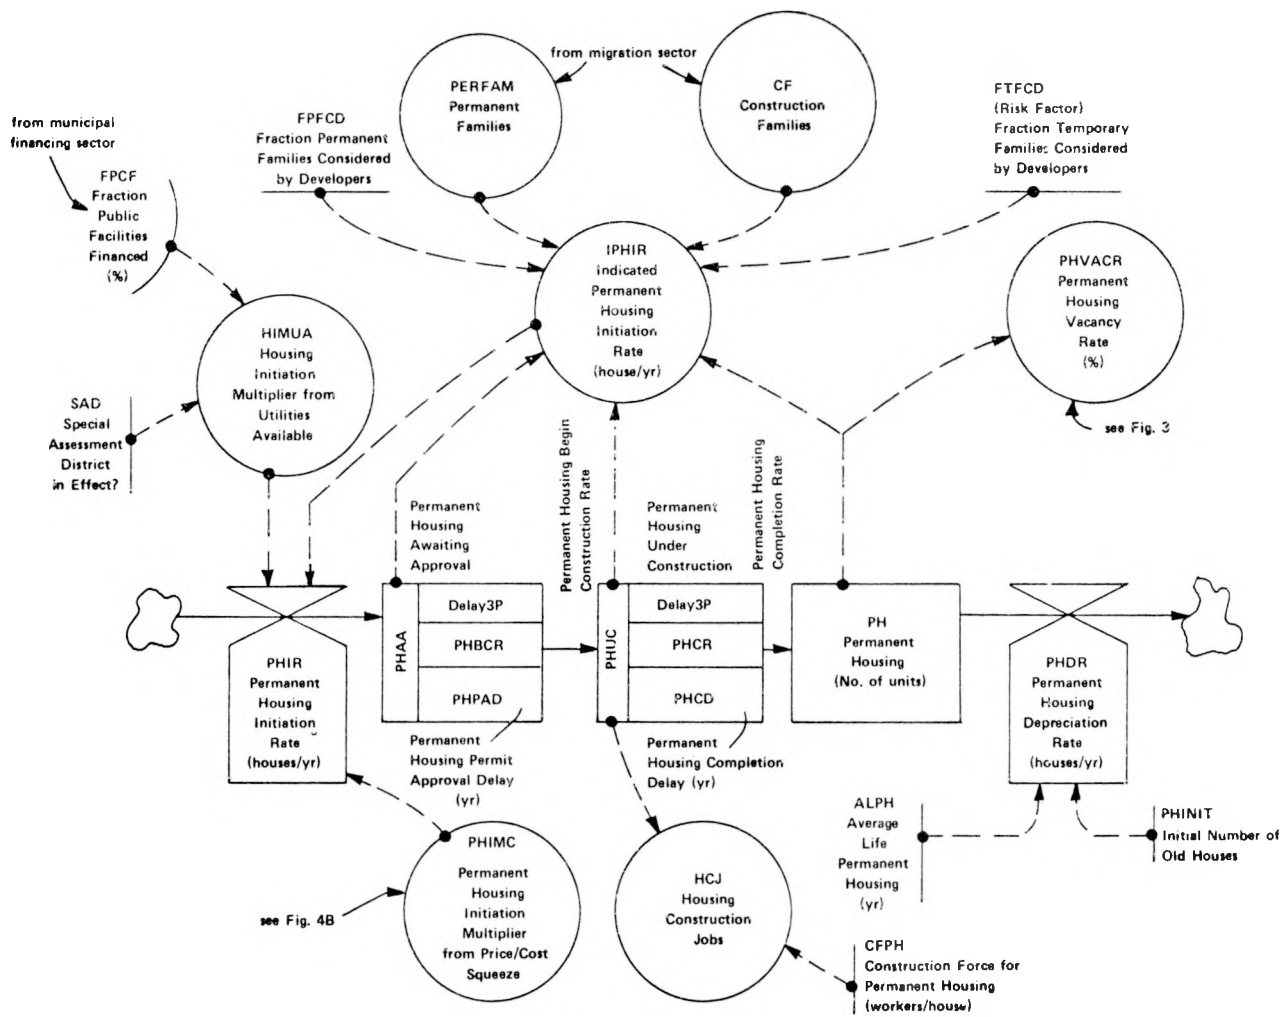 from migration sector
PERFAM
Permanent
Families
CF
Construction
Families
FTFCD
(Risk Factor)
Fraction Temporary
Families Considered
by Developers
FPFCD
Fraction Permanent
Families Considered
by Developers
from municipal
financing sector
FPCF
Fraction
Public
Facilities
Financed
(%)
IPHIR
Indicated
Permanent
Housing
Initiation
Rate
(house/yr)
PHVACR
Permanent
Housing
Vacancy
Rate
(%)
see Fig. 3
HIMUA
Housing
Initiation
Multiplier from
Utilities
Available
SAD
Special
Assessment
District
in Effect?
Permanent
Housing
Awaiting
Approval
Permanent Housing Begin
Construction Rate
Permanent
Housing
Under
Construction
Permanent Housing
Completion Rate
PHIR
Permanent
Housing
Initiation
Rate
(houses/yr)
PHAA
Delay3P
PHBCR
PHPAD
PHUC
Delay3P
PHCR
PHCD
PH
Permanent
Housing
(No. of units)
PHDR
Permanent
Housing
Depreciation
Rate
(houses/yr)
Permanent
Housing Permit
Approval Delay
(yr)
Permanent
Housing Completion
Delay (yr)
see Fig. 4B
PHIMC
Permanent
Housing
Initiation
Multiplier
from Price/Cost
Squeeze
HCJ
Housing
Construction
Jobs
ALPH
Average
Life
Permanent
Housing
(yr)
PHINIT
Initial Number of
Old Houses
CFPH
Construction Force for
Permanent Housing
(workers/house)